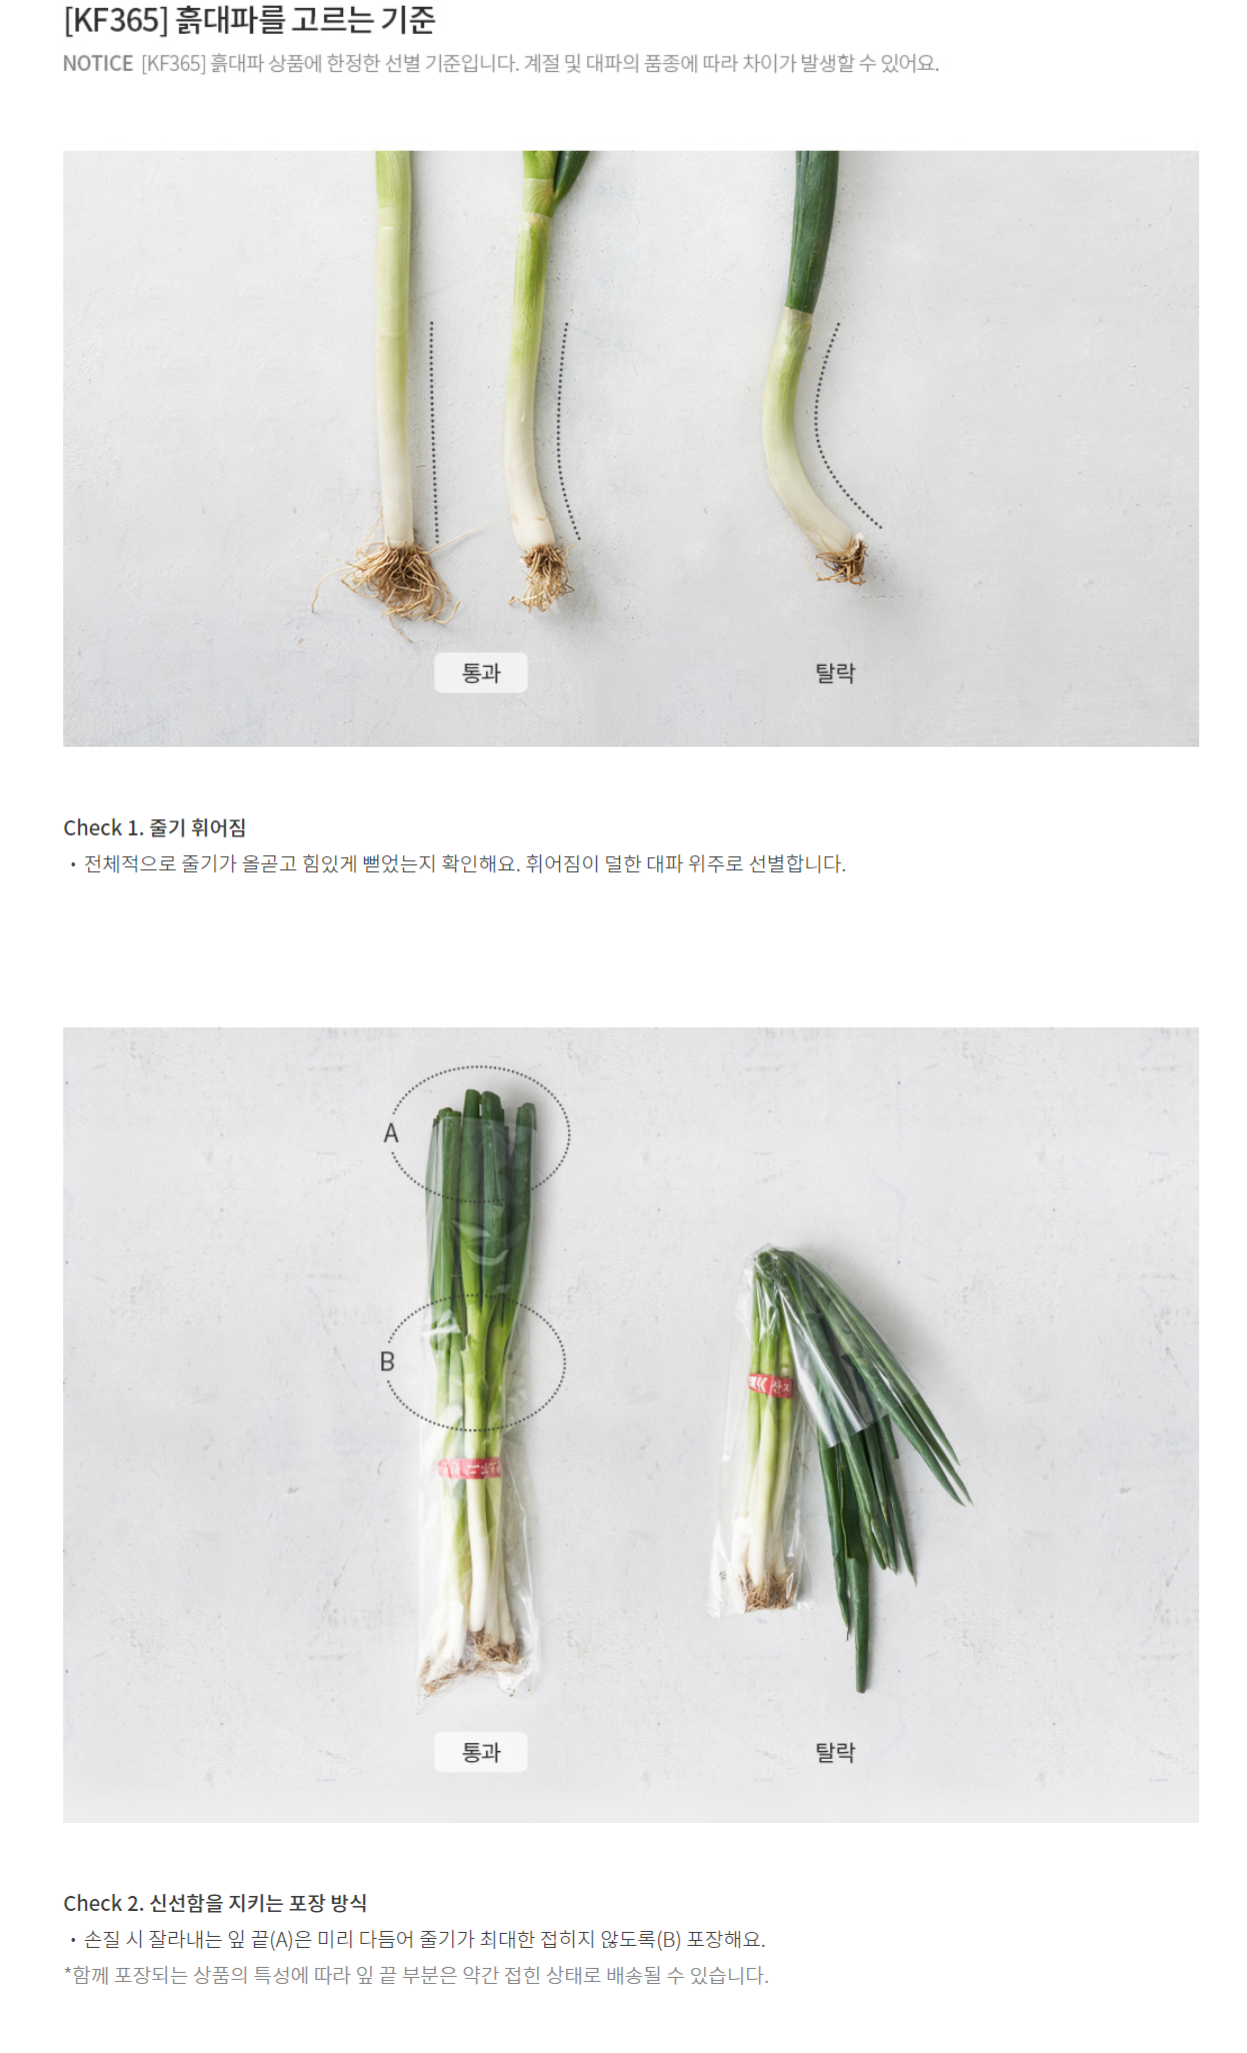 [KF365] 흙대파를 고르는 기준
NOTICE [KF365] 흙대파 상품에 한정한 선별 기준입니다. 계절 및 대파의 품종에 따라 차이가 발생할 수 있어요.
통과
탈락
Check 1. 줄기 휘어짐
• 전체적으로 줄기가 올곧고 힘있게 뻗었는지 확인해요. 휘어짐이 덜한 대파 위주로 선별합니다.
A
B
통과
탈락
Check 2. 신선함을 지키는 포장 방식
• 손질 시 잘라내는 잎 끝(A)은 미리 다듬어 줄기가 최대한 접히지 않도록(B) 포장해요.
*함께 포장되는 상품의 특성에 따라 잎 끝 부분은 약간 접힌 상태로 배송될 수 있습니다.